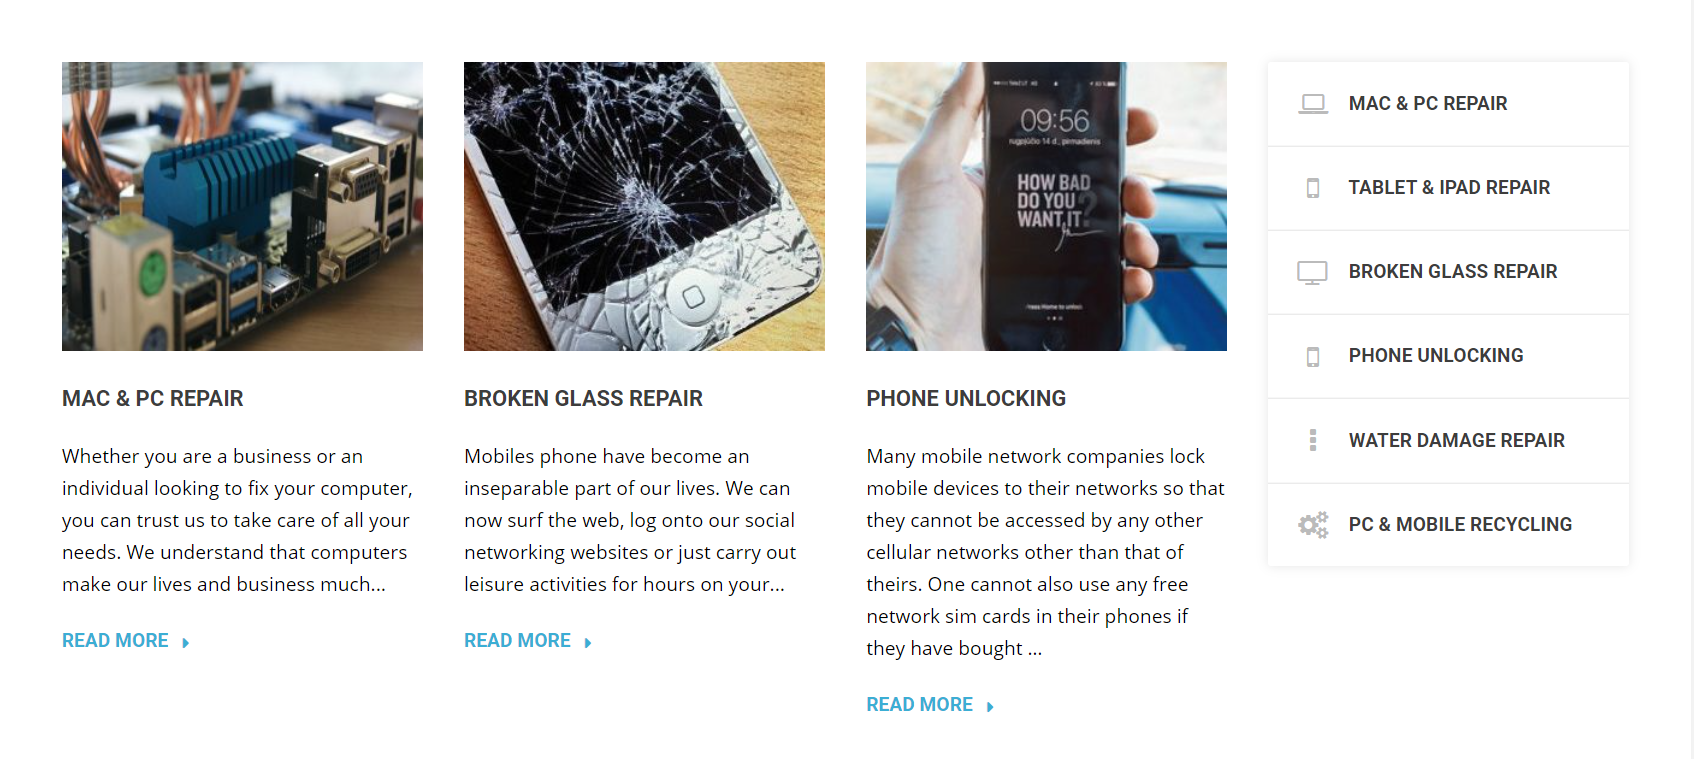 09:56
rugpjūčio 14 d., pirmadienis
HOW BAD
DO YOU
WANT IT?
Press Home to unlock
MAC & PC REPAIR
Whether you are a business or an
individual looking to fix your computer,
you can trust us to take care of all your
needs. We understand that computers
make our lives and business much...
READ MORE
BROKEN GLASS REPAIR
Mobiles phone have become an
inseparable part of our lives. We can
now surf the web, log onto our social
networking websites or just carry out
leisure activities for hours on your...
READ MORE
PHONE UNLOCKING
Many mobile network companies lock
mobile devices to their networks so that
they cannot be accessed by any other
cellular networks other than that of
theirs. One cannot also use any free
network sim cards in their phones if
they have bought ...
READ MORE
MAC & PC REPAIR
TABLET & IPAD REPAIR
BROKEN GLASS REPAIR
PHONE UNLOCKING
WATER DAMAGE REPAIR
PC & MOBILE RECYCLING